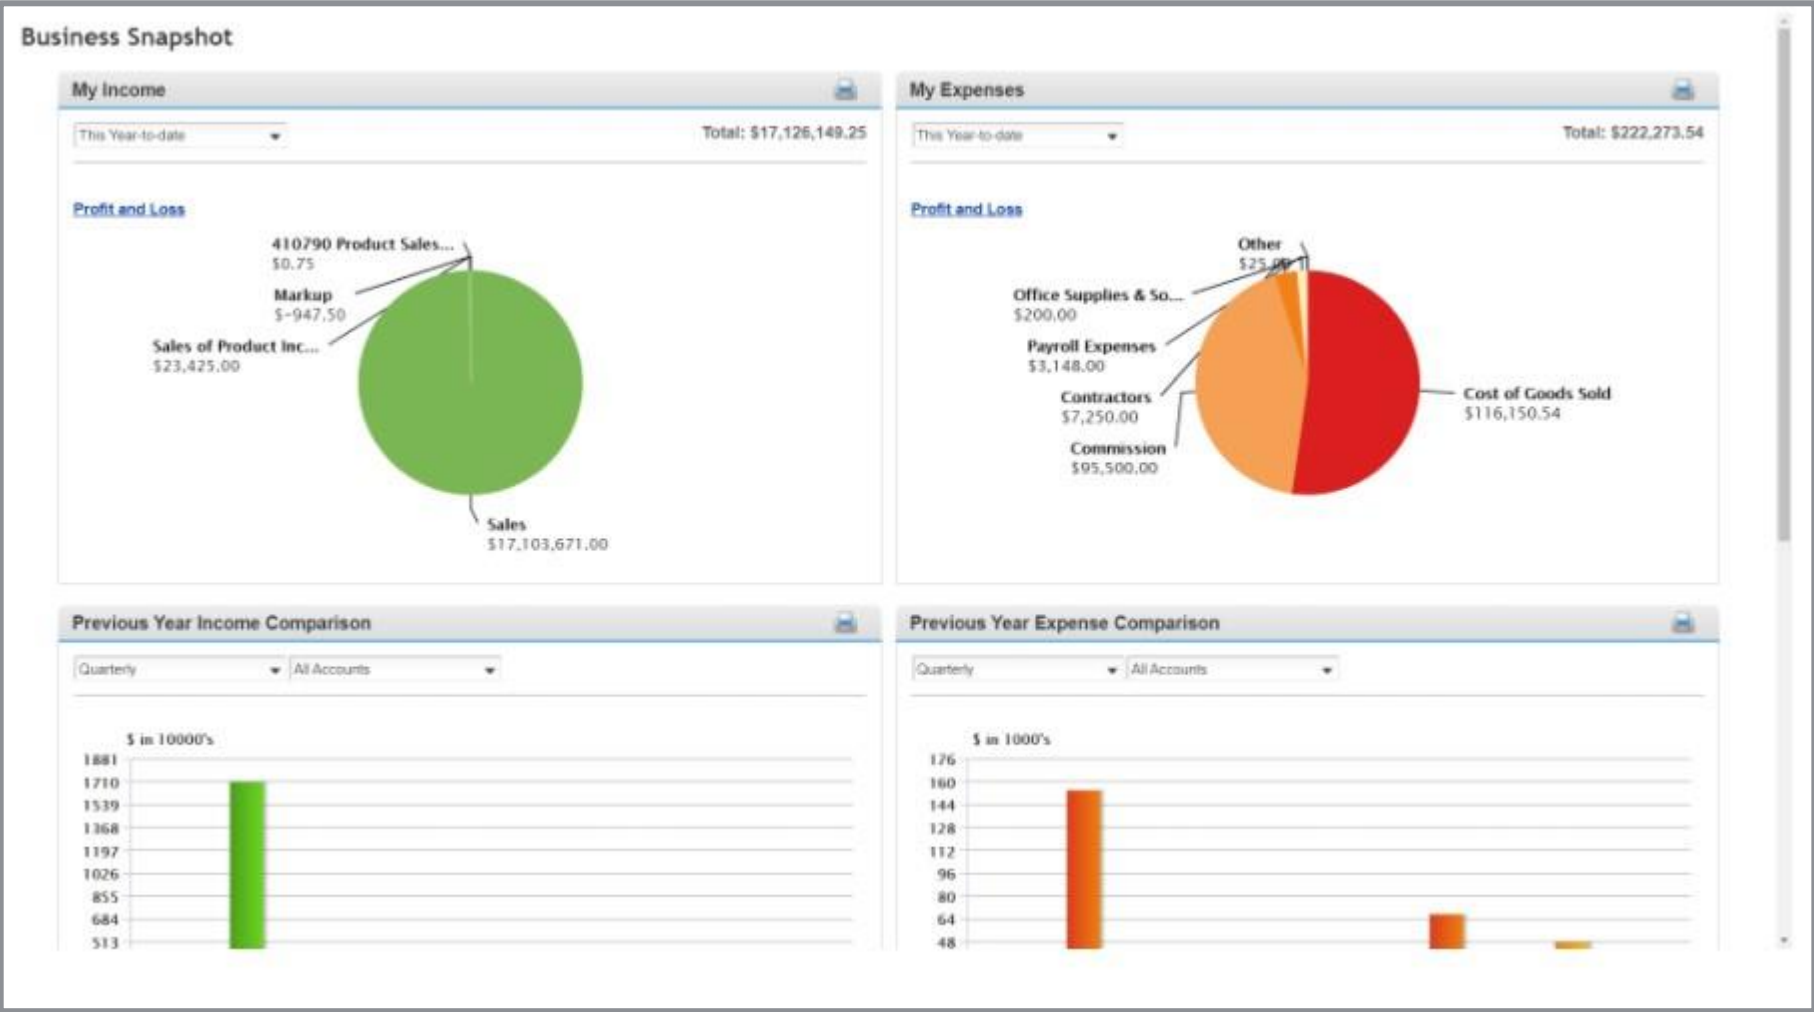 Business Snapshot
My Income
This Year-to-date
Total: $17,126,149.25
Profit and Loss
410790 Product Sales...
$0.75
Markup
$-947.50
Sales of Product Inc...
$23,425.00
Sales
$17,103,671.00
My Expenses
This Year-to-date
Total: $222,273.54
Profit and Loss
Other
$25.
Office Supplies & So...
$200.00
Payroll Expenses
$3,148.00
Contractors
$7,250.00
Commission
$95,500.00
Cost of Goods Sold
$116,150.54
Previous Year Income Comparison
Quarterly
All Accounts
$ in 10000's
1881
1710
1539
1368
1197
1026
855
684
513
Previous Year Expense Comparison
Quarterly
All Accounts
$ in 1000's
176
160
144
128
112
96
80
64
48